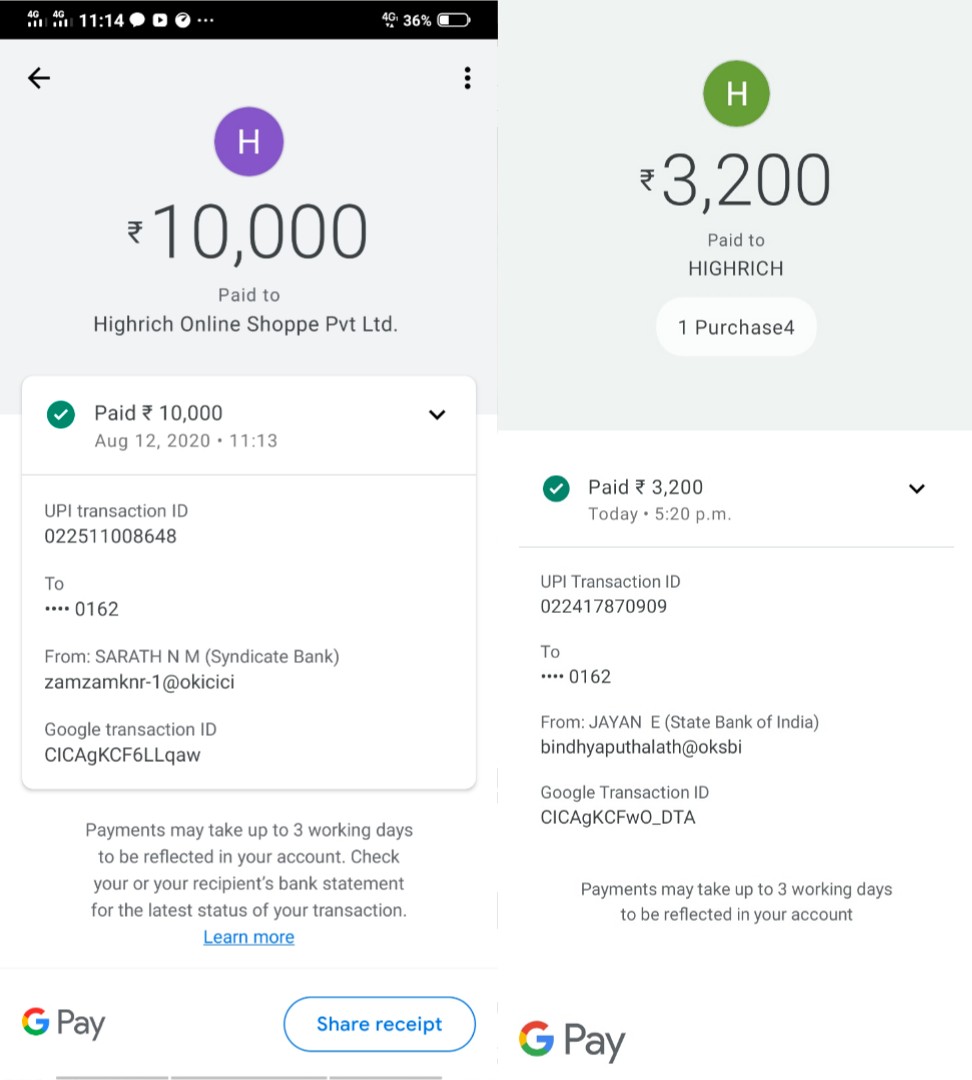 4G 4G 11:14 4G 36%
H
₹10,000
Paid to
Highrich Online Shoppe Pvt Ltd.
Paid ₹ 10,000
Aug 12, 2020 • 11:13
UPI transaction ID
022511008648
To
•••• 0162
From: SARATH N M (Syndicate Bank)
zamzamknr-1@okicici
Google transaction ID
CICAgKCF6LLqaw
Payments may take up to 3 working days
to be reflected in your account. Check
your or your recipient's bank statement
for the latest status of your transaction.
Learn more
G Pay
Share receipt
H
₹3,200
Paid to
HIGHRICH
1 Purchase4
Paid ₹ 3,200
Today • 5:20 p.m.
UPI Transaction ID
022417870909
To
•••• 0162
From: JAYAN E (State Bank of India)
bindhyaputhalath@oksbi
Google Transaction ID
CICAgKCFwO_DTA
Payments may take up to 3 working days
to be reflected in your account
G Pay